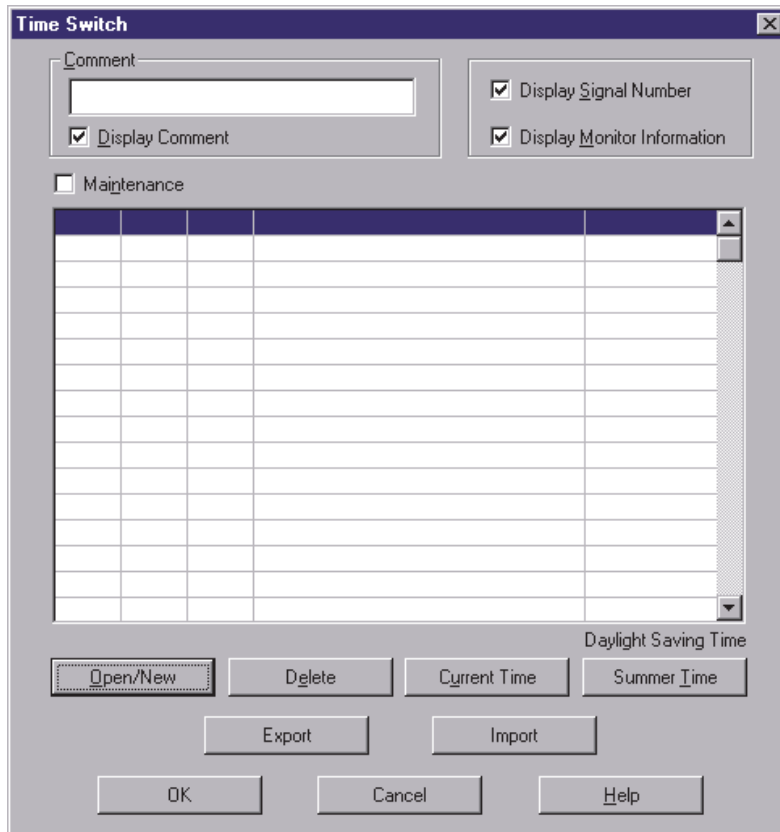 Time Switch
Comment
Display Comment
Display Signal Number
Display Monitor Information
Maintenance
Daylight Saving Time
Open/New
Delete
Current Time
Summer Time
Export
Import
OK
Cancel
Help